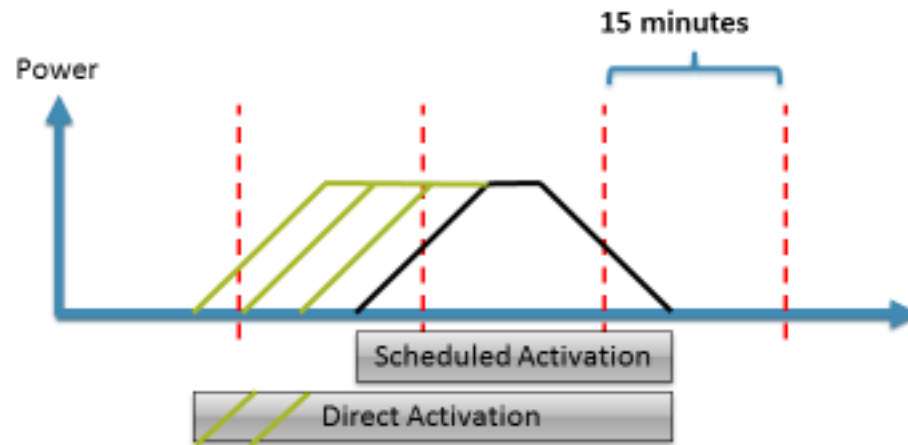 15 minutes
Power
Scheduled Activation
Direct Activation